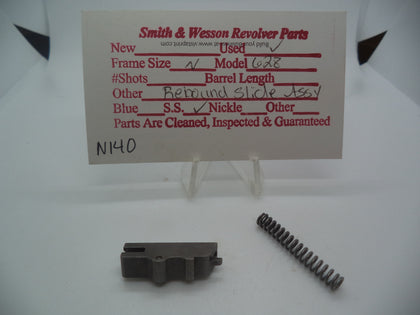 Smith & Wesson Revolver Parts
New Used ✓
Frame Size N Model 628
#Shots Barrel Length
Other Rebound Slide Assy
Blue S.S. ✓ Nickle Other
Parts Are Cleaned, Inspected & Guaranteed
N140